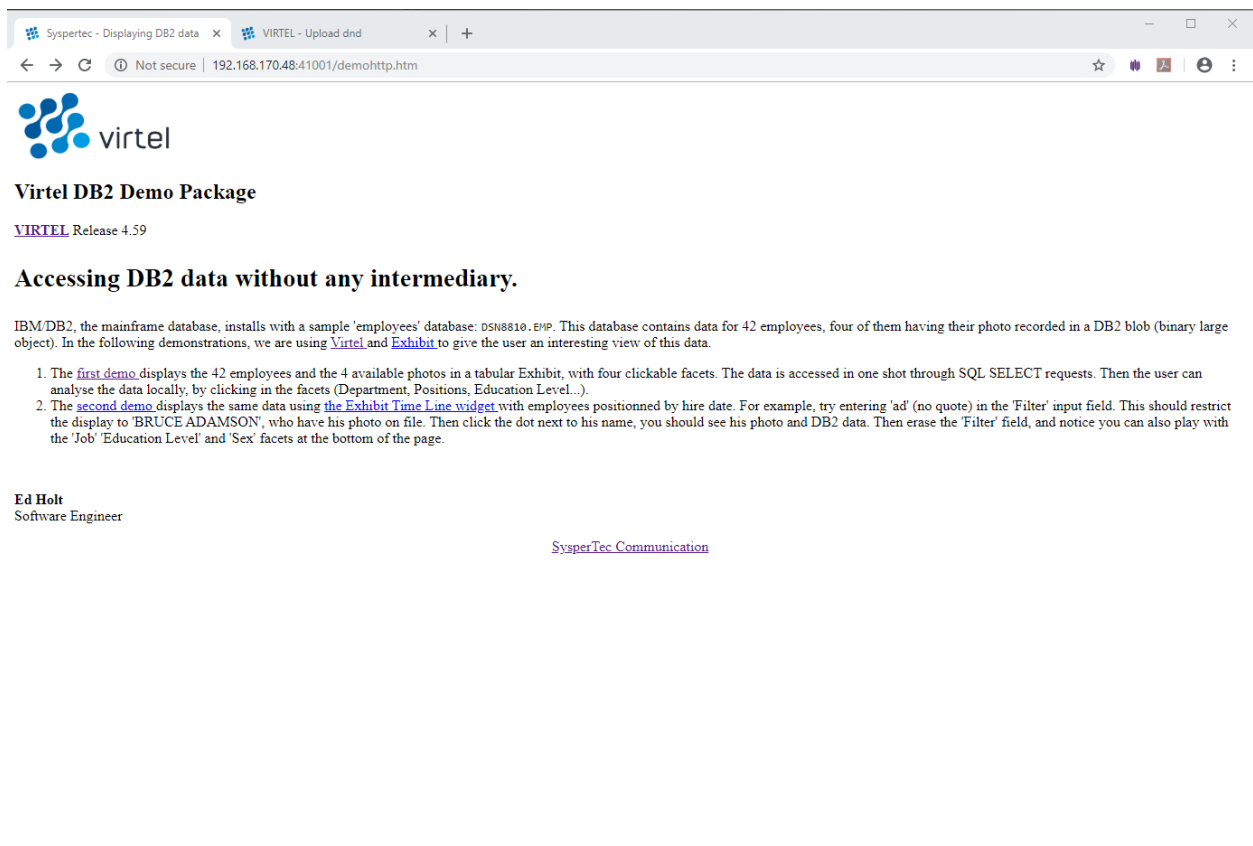 Syspertec - Displaying DB2 data
VIRTEL - Upload dnd
Not secure | 192.168.170.48:41001/demohttp.htm
virtel
Virtel DB2 Demo Package
VIRTEL Release 4.59
Accessing DB2 data without any intermediary.
IBM/DB2, the mainframe database, installs with a sample 'employees' database: DSN8810.EMP. This database contains data for 42 employees, four of them having their photo recorded in a DB2 blob (binary large
object). In the following demonstrations, we are using Virtel and Exhibit to give the user an interesting view of this data.
1. The first demo displays the 42 employees and the 4 available photos in a tabular Exhibit, with four clickable facets. The data is accessed in one shot through SQL SELECT requests. Then the user can
analyse the data locally, by clicking in the facets (Department, Positions, Education Level...).
2. The second demo displays the same data using the Exhibit Time Line widget with employees positionned by hire date. For example, try entering 'ad' (no quote) in the 'Filter' input field. This should restrict
the display to 'BRUCE ADAMSON', who have his photo on file. Then click the dot next to his name, you should see his photo and DB2 data. Then erase the 'Filter' field, and notice you can also play with
the 'Job' 'Education Level' and 'Sex' facets at the bottom of the page.
Ed Holt
Software Engineer
SysperTec Communication